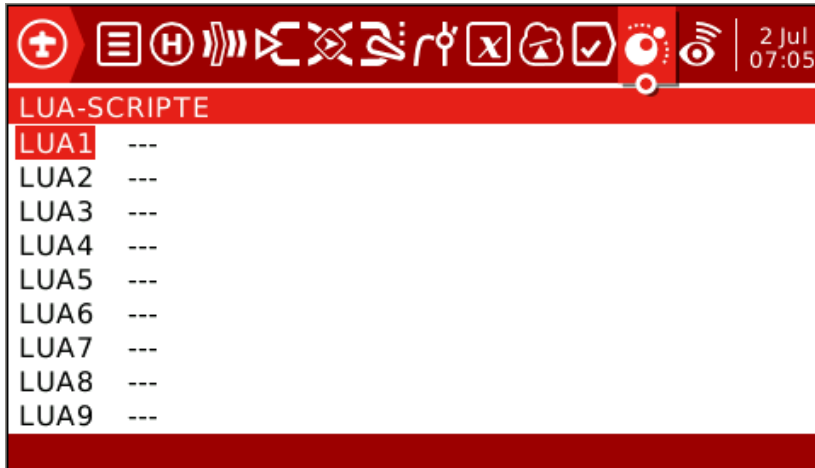 H x 2 Jul
07:05
LUA-SCRIPTE
LUA1 ---
LUA2 ---
LUA3 ---
LUA4 ---
LUA5 ---
LUA6 ---
LUA7 ---
LUA8 ---
LUA9 ---